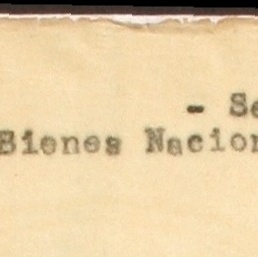 - Se
Bienes Nacion